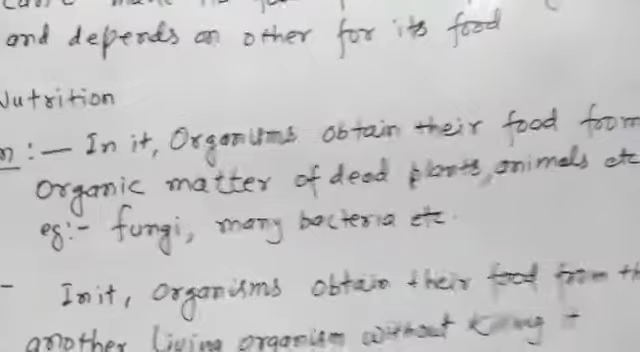 and depends on other for its food
Nutrition
In it, Organisms obtain their food from
organic matter of dead plants, animals etc
eg:- fungi, many bacteria etc.
- In it, organisms obtain their food from th
another living organism without killing